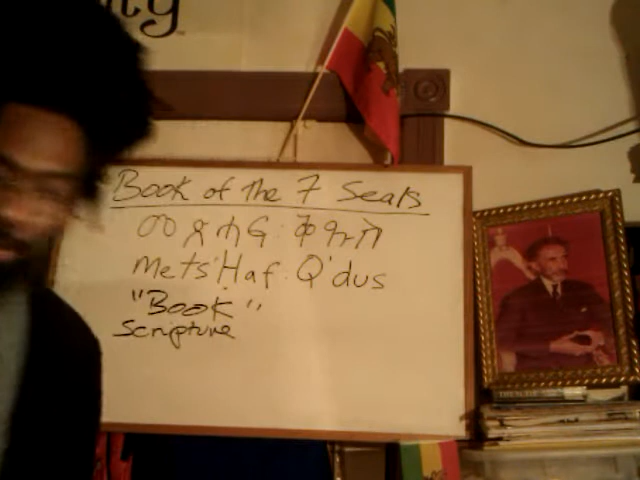 Book of the 7 Seals
መጽሐፍ፡ቅዱስ
Mets'Haf: Q'dus
"Book"
Scripture